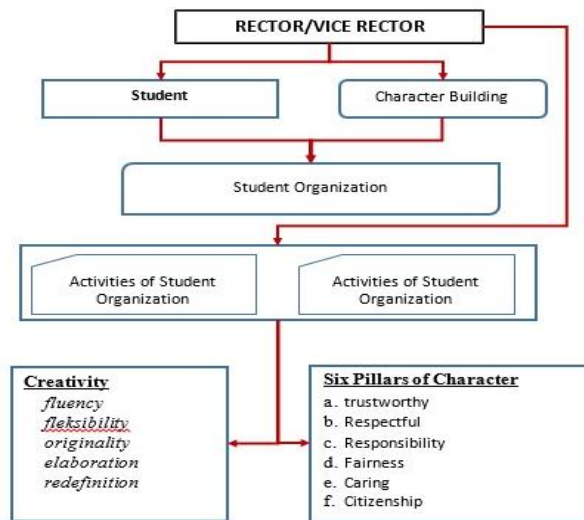 RECTOR/VICE RECTOR
Student
Character Building
Student Organization
Activities of Student
Organization
Activities of Student
Organization
Creativity
fluency
fleksibility
originality
elaboration
redefinition
Six Pillars of Character
a. trustworthy
b. Respectful
c. Responsibility
d. Fairness
e. Caring
f. Citizenship